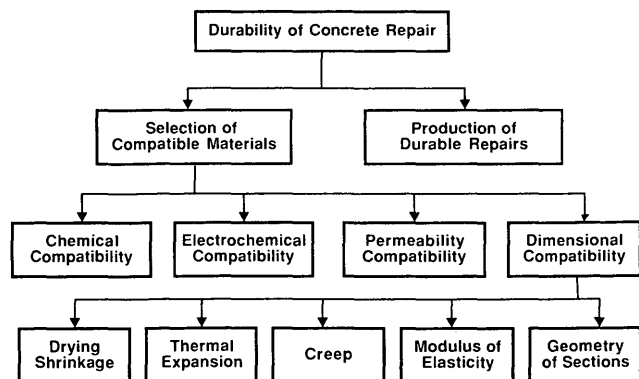 Durability of Concrete Repair
Selection of
Compatible Materials
Production of
Durable Repairs
Chemical
Compatibility
Electrochemical
Compatibility
Permeability
Compatibility
Dimensional
Compatibility
Drying
Shrinkage
Thermal
Expansion
Creep
Modulus of
Elasticity
Geometry
of Sections